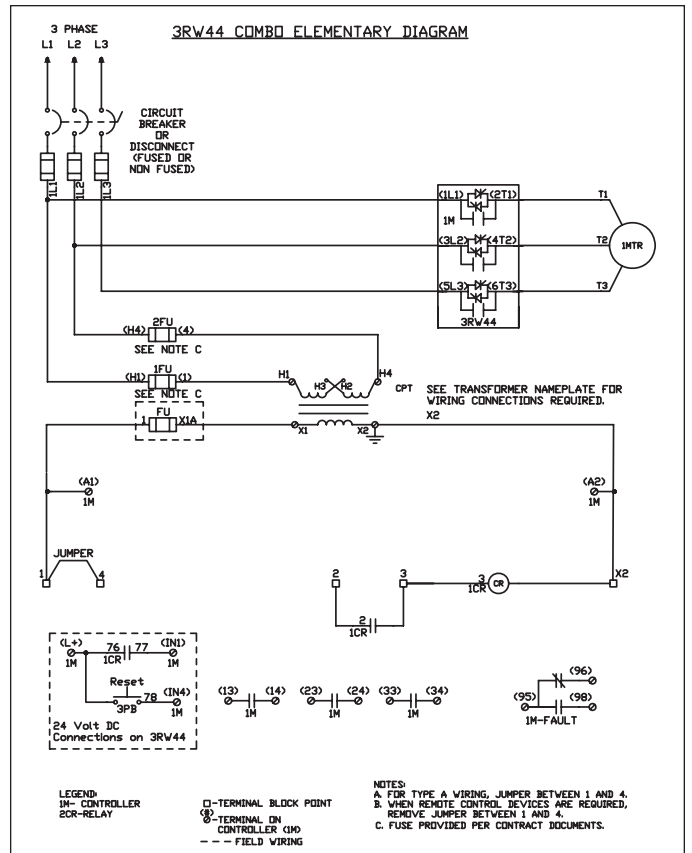 3 PHASE
3RW44 COMBO ELEMENTARY DIAGRAM
L1 L2 L3
CIRCUIT
BREAKER
OR
DISCONNECT
(FUSED OR
NON FUSED)
1L1 1L2 1L3
(1L1) (2T1) T1
1M
(3L2) (4T2) T2 1MTR
(5L3) (6T3) T3
3RW44
2FU
(H4) (4)
SEE NOTE C
1FU
(H1) (1) H1 H3 H2 H4
SEE NOTE C
CPT SEE TRANSFORMER NAMEPLATE FOR
WIRING CONNECTIONS REQUIRED.
FU
1 X1A X1 X2 X2
(A1) (A2)
1M 1M
JUMPER
1 4 2 3 3 CR X2
1CR
2
1CR
(L+) 76 77 (IN1)
1M 1CR 1M
Reset
78 (IN4)
3PB 1M
24 Volt DC
Connections on 3RW44
(13) (14) (23) (24) (33) (34)
1M 1M 1M
(96)
(95) (98)
1M-FAULT
LEGEND:
1M- CONTROLLER
2CR-RELAY
□-TERMINAL BLOCK POINT
(#)
⊘-TERMINAL ON
CONTROLLER (1M)
- - - - FIELD WIRING
NOTES:
A. FOR TYPE A WIRING, JUMPER BETWEEN 1 AND 4.
B. WHEN REMOTE CONTROL DEVICES ARE REQUIRED,
REMOVE JUMPER BETWEEN 1 AND 4.
C. FUSE PROVIDED PER CONTRACT DOCUMENTS.